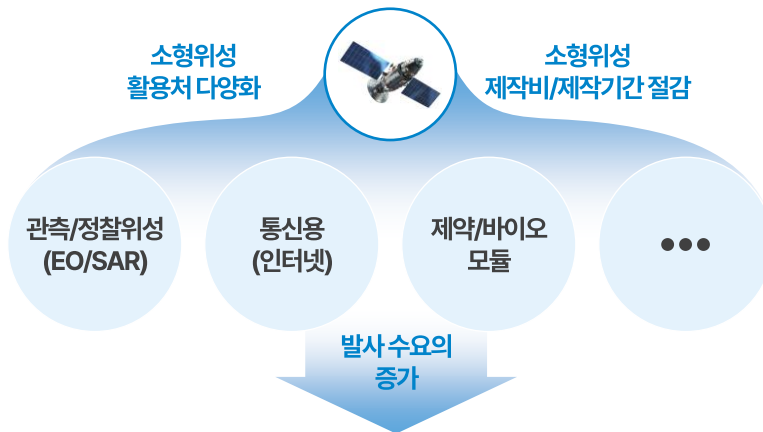 소형위성
활용처 다양화
소형위성
제작비/제작기간 절감
관측/정찰위성
(EO/SAR)
통신용
(인터넷)
제약/바이오
모듈
●●●
발사 수요의
증가